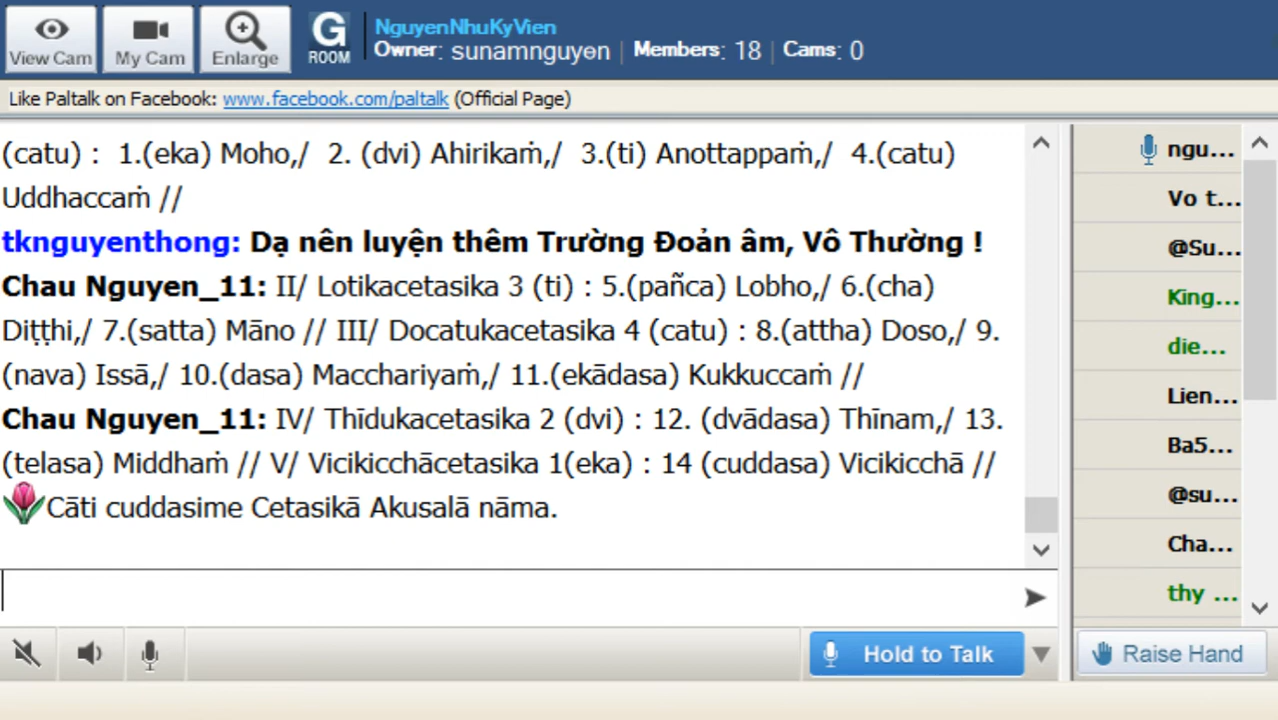 View Cam
My Cam
Enlarge
G
ROOM
NguyenNhuKyVien
Owner: sunamnguyen | Members: 18 | Cams: 0
Like Paltalk on Facebook: www.facebook.com/paltalk (Official Page)
(catu) : 1.(eka) Moho,/ 2. (dvi) Ahirikaṁ,/ 3.(ti) Anottappaṁ,/ 4.(catu)
Uddhaccaṁ //
tknguyenthong: Dạ nên luyện thêm Trường Đoản âm, Vô Thường !
Chau Nguyen_11: II/ Lotikacetasika 3 (ti) : 5.(pañca) Lobho,/ 6.(cha)
Diṭṭhi,/ 7.(satta) Māno // III/ Docatukacetasika 4 (catu) : 8.(attha) Doso,/ 9.
(nava) Issā,/ 10.(dasa) Macchariyaṁ,/ 11.(ekādasa) Kukkuccaṁ //
Chau Nguyen_11: IV/ Thīdukacetasika 2 (dvi) : 12. (dvādasa) Thīnam,/ 13.
(telasa) Middhaṁ // V/ Vicikicchācetasika 1(eka) : 14 (cuddasa) Vicikicchā //
Cāti cuddasime Cetasikā Akusalā nāma.
ngu...
Vo t...
@Su...
King...
die...
Lien...
Ba5...
@su...
Cha...
thy ...
Hold to Talk
Raise Hand